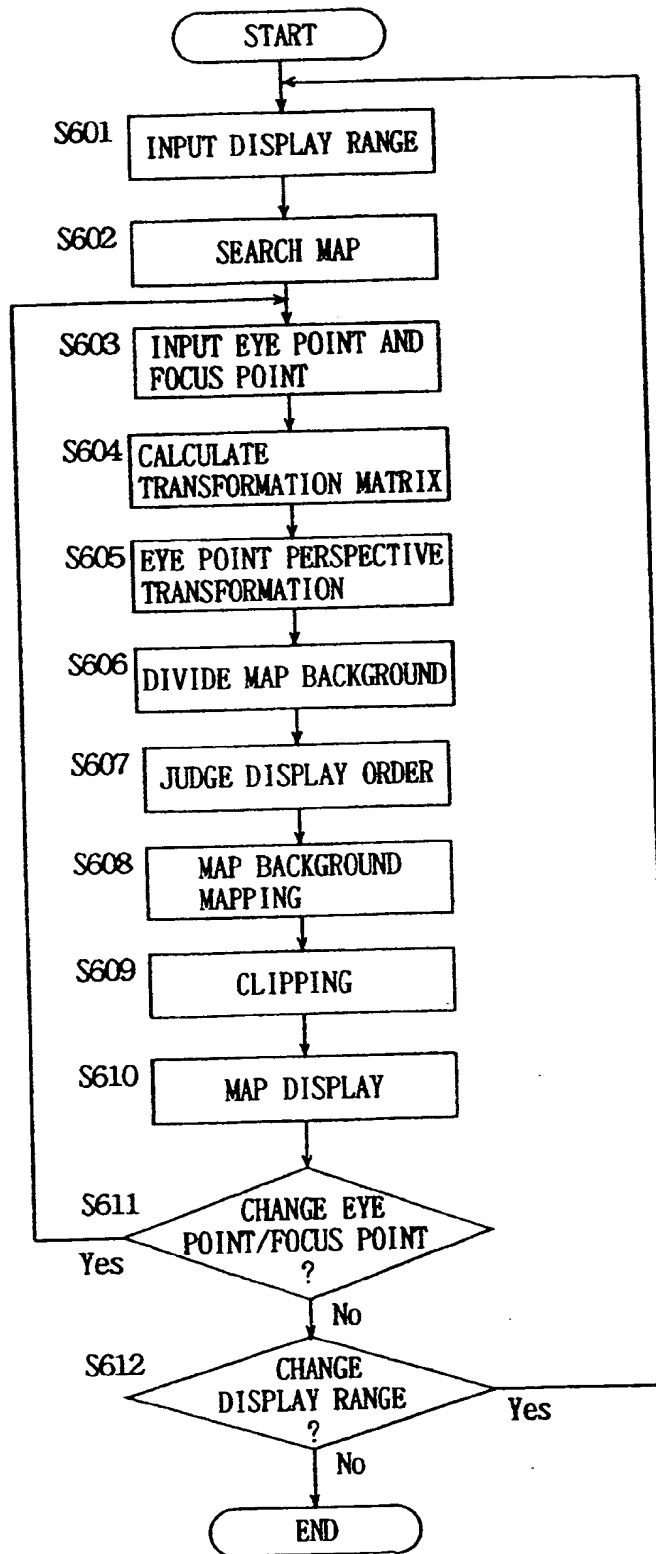 START
S601
INPUT DISPLAY RANGE
S602
SEARCH MAP
S603
INPUT EYE POINT AND
FOCUS POINT
S604
CALCULATE
TRANSFORMATION MATRIX
S605
EYE POINT PERSPECTIVE
TRANSFORMATION
S606
DIVIDE MAP BACKGROUND
S607
JUDGE DISPLAY ORDER
S608
MAP BACKGROUND
MAPPING
S609
CLIPPING
S610
MAP DISPLAY
S611
CHANGE EYE
POINT/FOCUS POINT
?
Yes
No
S612
CHANGE
DISPLAY RANGE
?
Yes
No
END